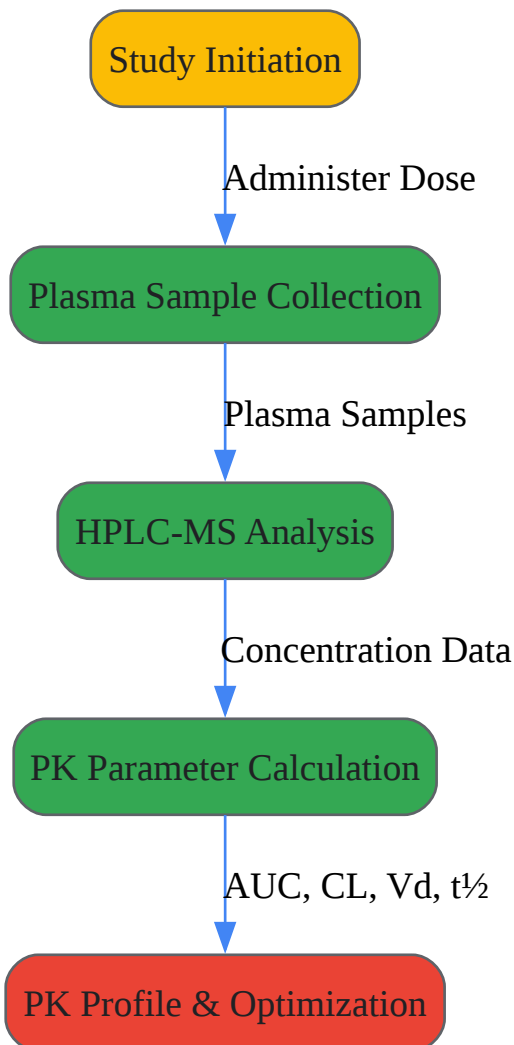 Study Initiation
Administer Dose
Plasma Sample Collection
Plasma Samples
HPLC-MS Analysis
Concentration Data
PK Parameter Calculation
AUC, CL, Vd, t½
PK Profile & Optimization